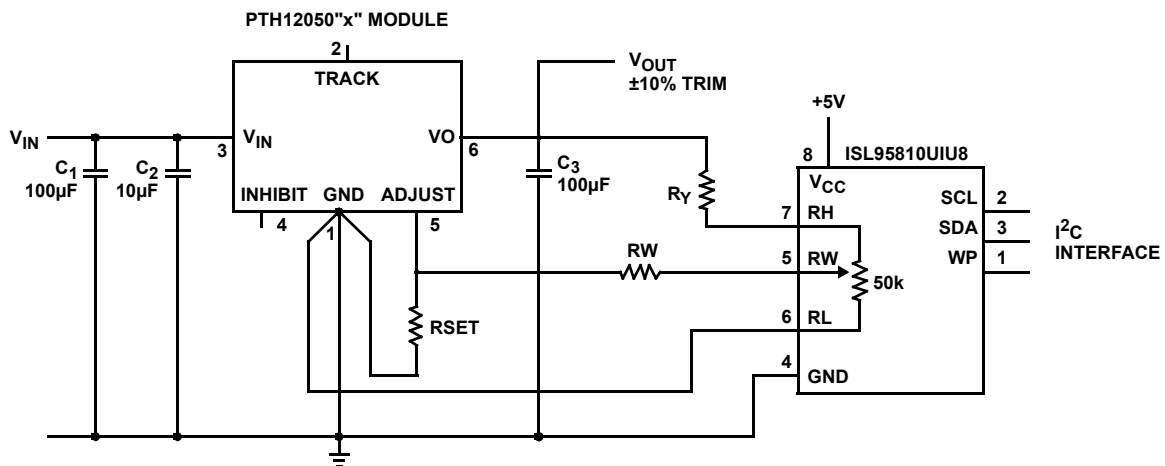 PTH12050"x" MODULE
2
TRACK
VOUT
±10% TRIM
+5V
VIN
3
VIN
VO
6
8
ISL95810UIU8
C1
100µF
C2
10µF
C3
100µF
VCC
SCL
2
INHIBIT
GND
ADJUST
RY
7
RH
SDA
3
I2C
INTERFACE
4
1
5
RW
5
RW
WP
1
50k
RSET
6
RL
4
GND